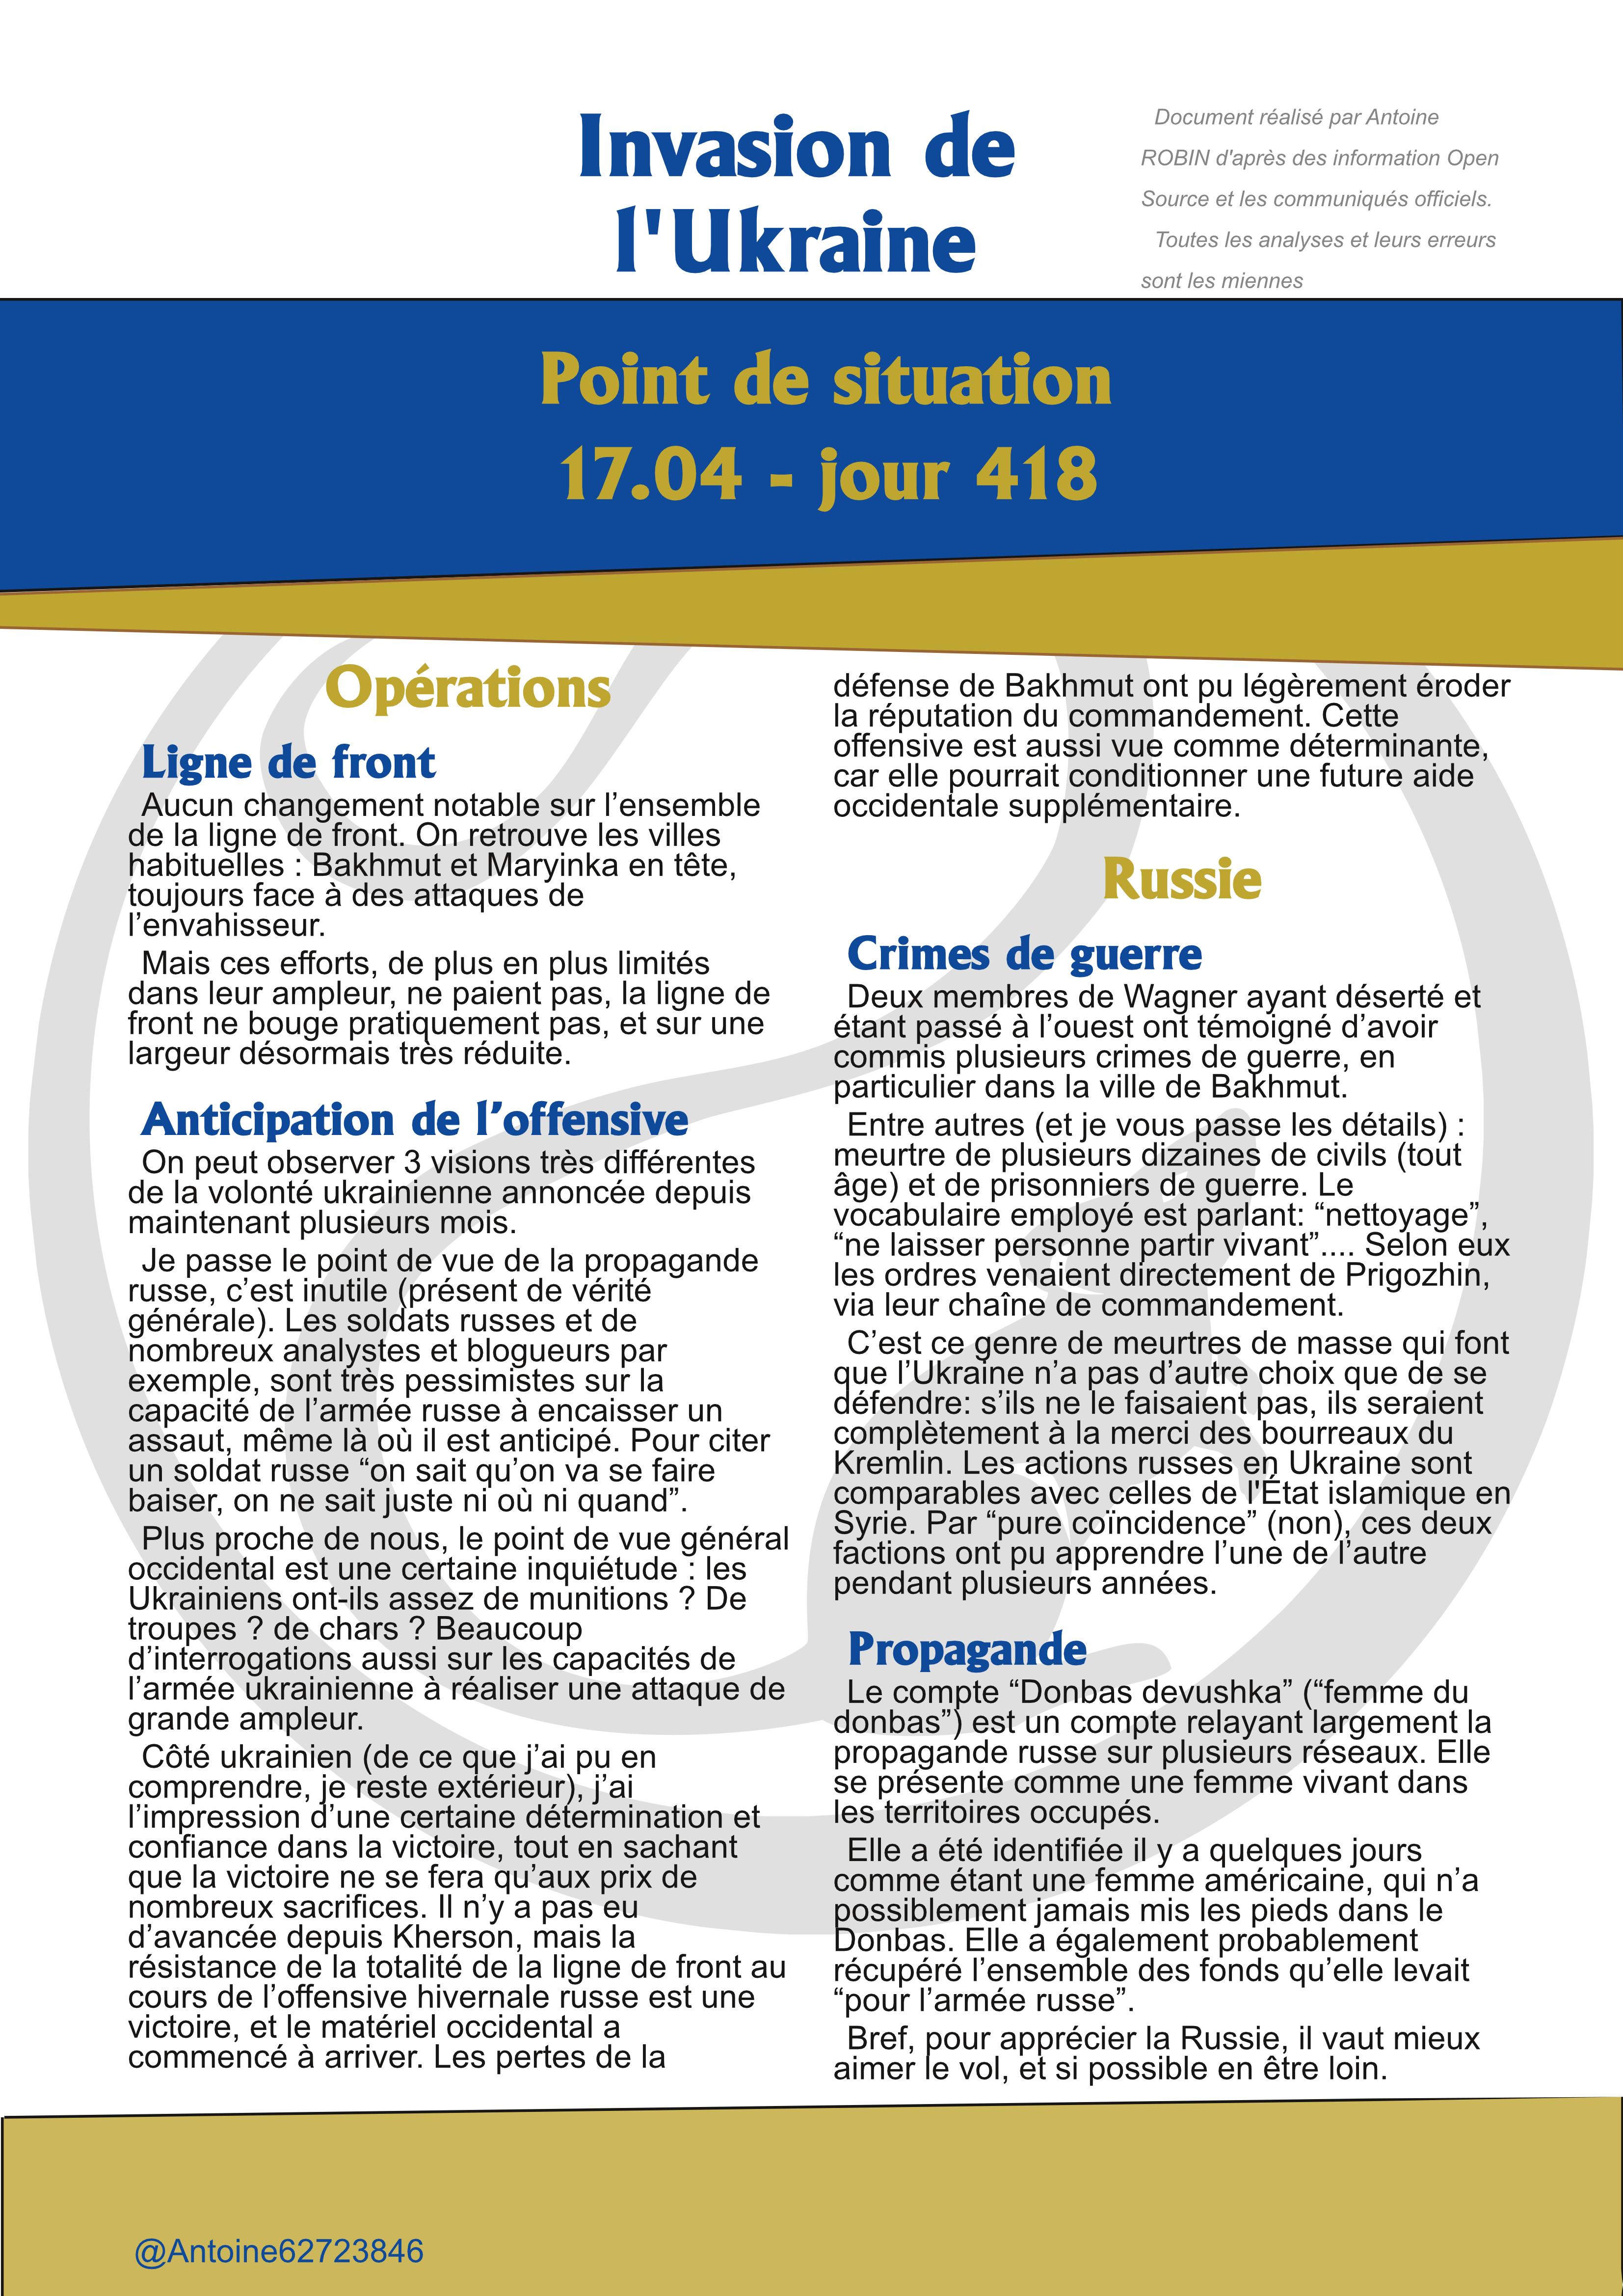 Invasion de
l'Ukraine
Document réalisé par Antoine
ROBIN d'après des information Open
Source et les communiqués officiels.
Toutes les analyses et leurs erreurs
sont les miennes
Point de situation
17.04 - jour 418
Opérations
Ligne de front
Aucun changement notable sur l’ensemble
de la ligne de front. On retrouve les villes
habituelles : Bakhmut et Maryinka en tête,
toujours face à des attaques de
l’envahisseur.
Mais ces efforts, de plus en plus limités
dans leur ampleur, ne paient pas, la ligne de
front ne bouge pratiquement pas, et sur une
largeur désormais très réduite.
Anticipation de l’offensive
On peut observer 3 visions très différentes
de la volonté ukrainienne annoncée depuis
maintenant plusieurs mois.
Je passe le point de vue de la propagande
russe, c’est inutile (présent de vérité
générale). Les soldats russes et de
nombreux analystes et blogueurs par
exemple, sont très pessimistes sur la
capacité de l’armée russe à encaisser un
assaut, même là où il est anticipé. Pour citer
un soldat russe “on sait qu’on va se faire
baiser, on ne sait juste ni où ni quand”.
Plus proche de nous, le point de vue général
occidental est une certaine inquiétude : les
Ukrainiens ont-ils assez de munitions ? De
troupes ? de chars ? Beaucoup
d’interrogations aussi sur les capacités de
l’armée ukrainienne à réaliser une attaque de
grande ampleur.
Côté ukrainien (de ce que j’ai pu en
comprendre, je reste extérieur), j’ai
l’impression d’une certaine détermination et
confiance dans la victoire, tout en sachant
que la victoire ne se fera qu’aux prix de
nombreux sacrifices. Il n’y a pas eu
d’avancée depuis Kherson, mais la
résistance de la totalité de la ligne de front au
cours de l’offensive hivernale russe est une
victoire, et le matériel occidental a
commencé à arriver. Les pertes de la
défense de Bakhmut ont pu légèrement éroder
la réputation du commandement. Cette
offensive est aussi vue comme déterminante,
car elle pourrait conditionner une future aide
occidentale supplémentaire.
Russie
Crimes de guerre
Deux membres de Wagner ayant déserté et
étant passé à l’ouest ont témoigné d’avoir
commis plusieurs crimes de guerre, en
particulier dans la ville de Bakhmut.
Entre autres (et je vous passe les détails) :
meurtre de plusieurs dizaines de civils (tout
âge) et de prisonniers de guerre. Le
vocabulaire employé est parlant: “nettoyage”,
“ne laisser personne partir vivant”.... Selon eux
les ordres venaient directement de Prigozhin,
via leur chaîne de commandement.
C’est ce genre de meurtres de masse qui font
que l’Ukraine n’a pas d’autre choix que de se
défendre: s’ils ne le faisaient pas, ils seraient
complètement à la merci des bourreaux du
Kremlin. Les actions russes en Ukraine sont
comparables avec celles de l'État islamique en
Syrie. Par “pure coïncidence” (non), ces deux
factions ont pu apprendre l’une de l’autre
pendant plusieurs années.
Propagande
Le compte “Donbas devushka” (“femme du
donbas”) est un compte relayant largement la
propagande russe sur plusieurs réseaux. Elle
se présente comme une femme vivant dans
les territoires occupés.
Elle a été identifiée il y a quelques jours
comme étant une femme américaine, qui n’a
possiblement jamais mis les pieds dans le
Donbas. Elle a également probablement
récupéré l’ensemble des fonds qu’elle levait
“pour l’armée russe”.
Bref, pour apprécier la Russie, il vaut mieux
aimer le vol, et si possible en être loin.
@Antoine62723846